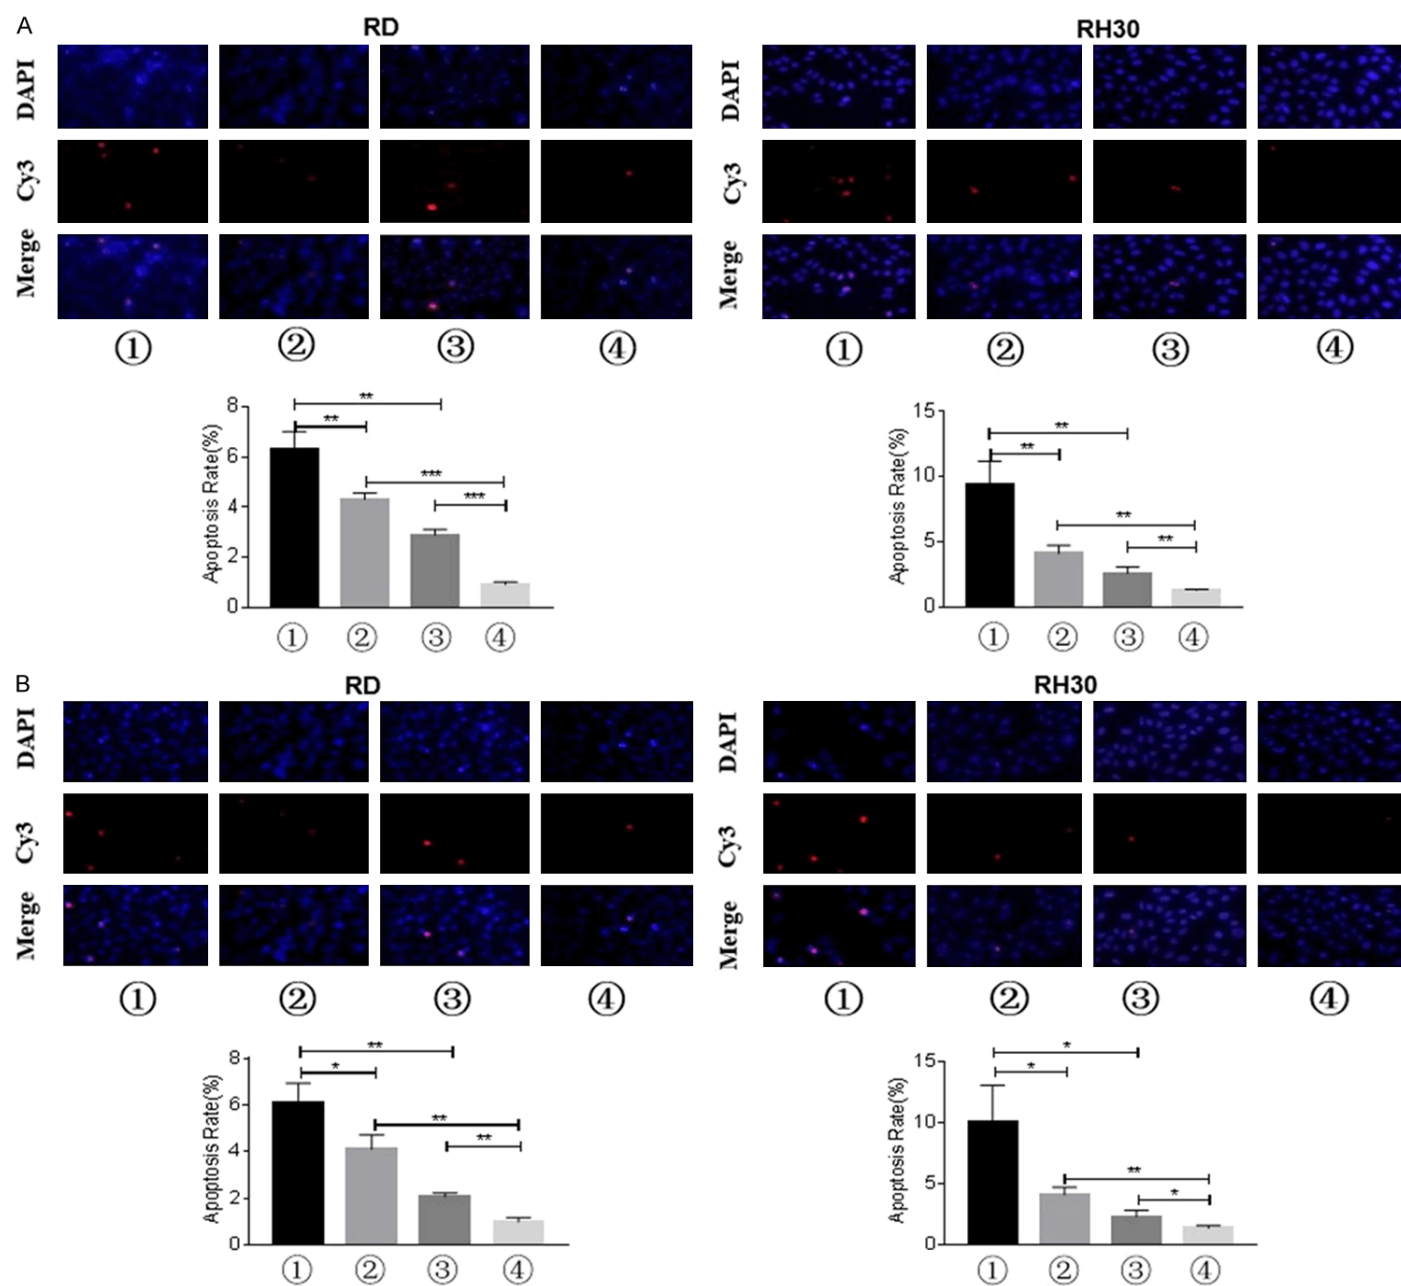 A
RD
RH30
DAPI
DAPI
Cy3
Cy3
Merge
Merge
① ② ③ ④
① ② ③ ④
Apoptosis Rate(%)
8
6
4
2
0
**
**
***
***
① ② ③ ④
Apoptosis Rate(%)
15
10
5
0
**
**
**
**
① ② ③ ④
B
RD
RH30
DAPI
DAPI
Cy3
Cy3
Merge
Merge
① ② ③ ④
① ② ③ ④
Apoptosis Rate(%)
8
6
4
2
0
**
*
**
**
① ② ③ ④
Apoptosis Rate(%)
15
10
5
0
*
*
**
*
① ② ③ ④